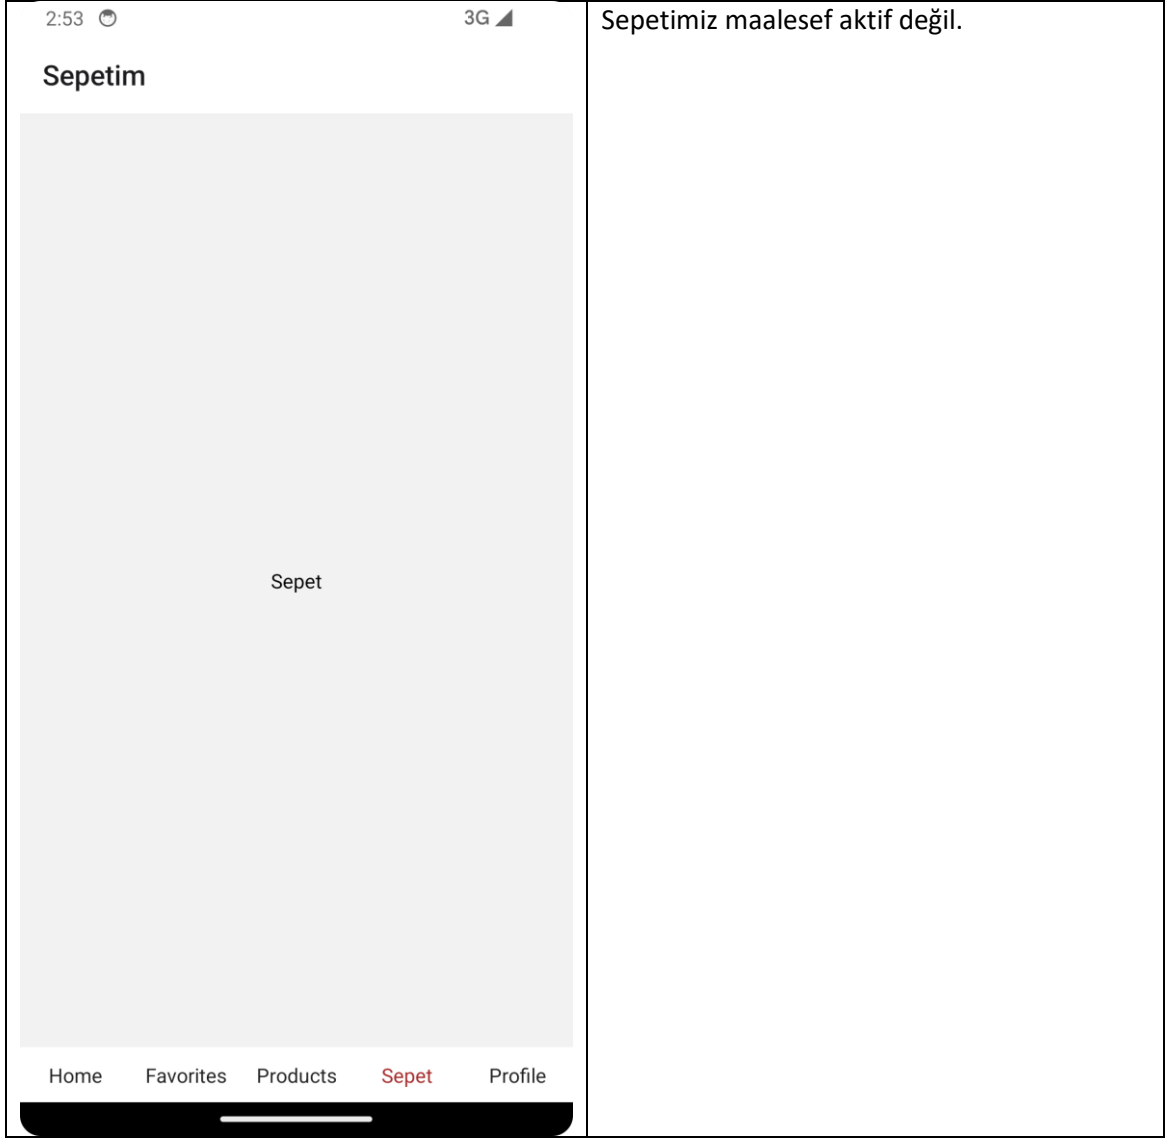 2:53 3G
Sepetim
Sepet
Home Favorites Products Sepet Profile
Sepetimiz maalesef aktif değil.